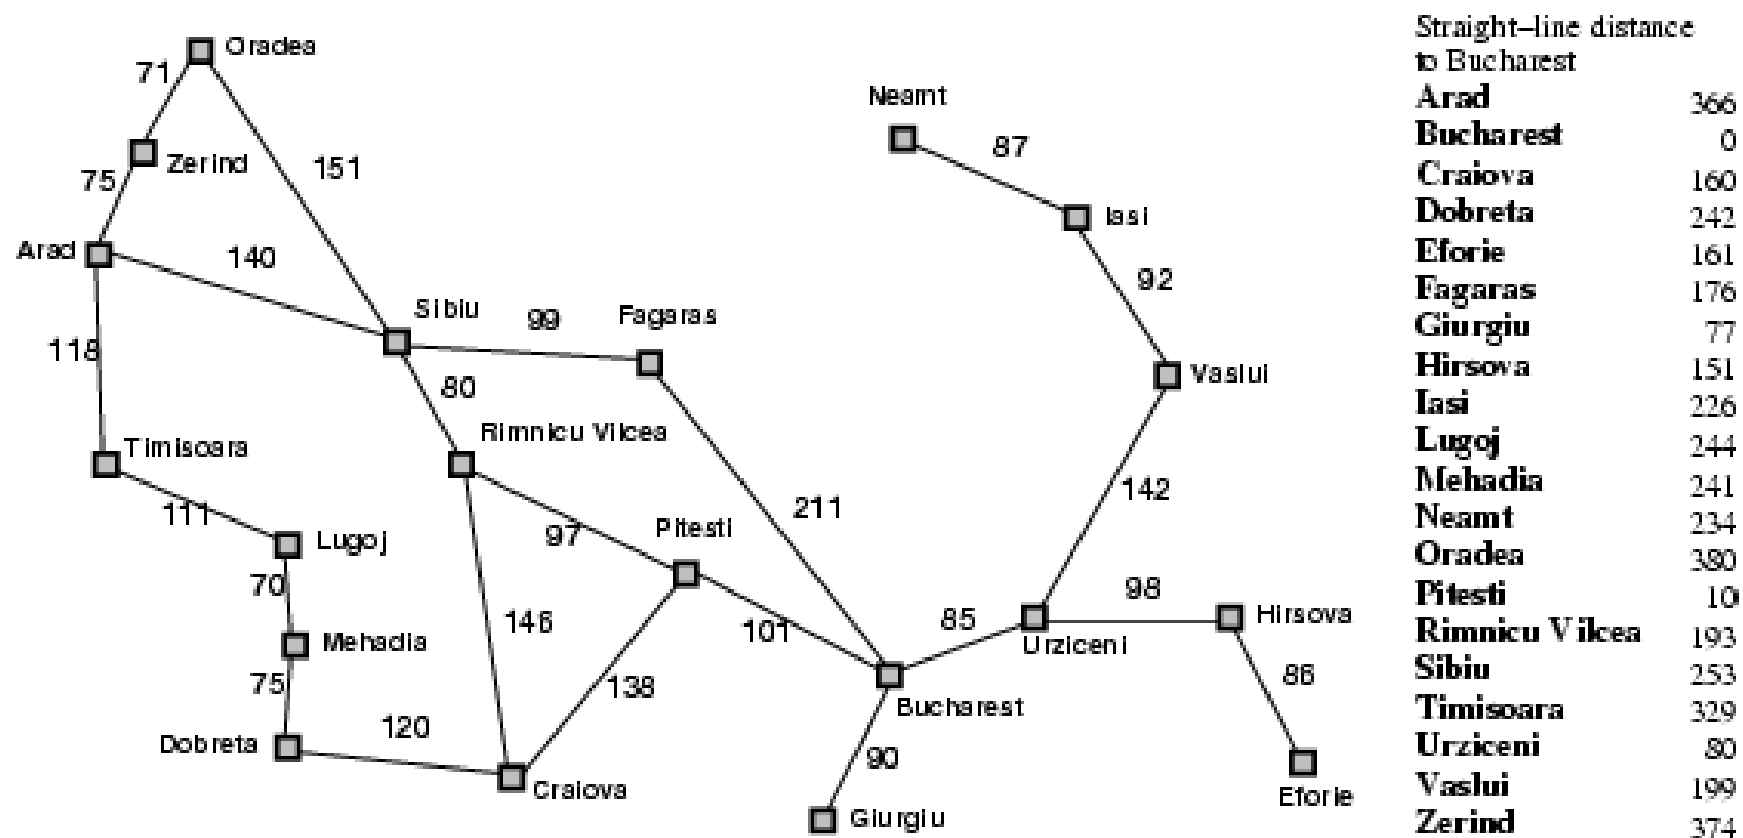 Oradea
71
Neamt
87
Zerind
151
75
Iasi
Arad
140
92
Sibiu
99
Fagaras
118
80
Vaslui
Timisoara
Rimnicu Vilcea
142
111
211
Lugoj
97
Pitesti
70
98
Hirsova
146
101
85
Mehadia
Urziceni
86
75
138
Bucharest
120
Dobreta
90
Craiova
Eforie
Giurgiu
Straight–line distance
to Bucharest
Arad 366
Bucharest 0
Craiova 160
Dobreta 242
Eforie 161
Fagaras 176
Giurgiu 77
Hirsova 151
Iasi 226
Lugoj 244
Mehadia 241
Neamt 234
Oradea 380
Pitesti 10
Rimnicu Vilcea 193
Sibiu 253
Timisoara 329
Urziceni 80
Vaslui 199
Zerind 374